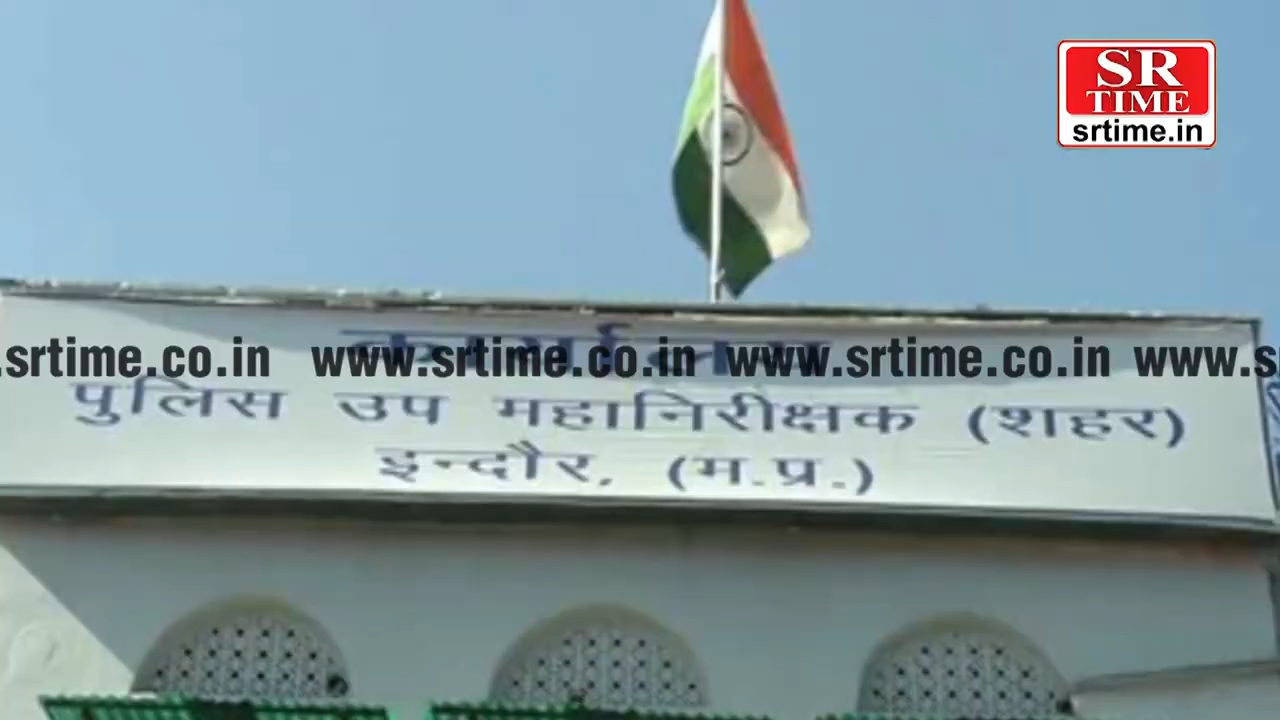 SR
TIME
srtime.in
कार्यालय
.srtime.co.in www.srtime.co.in www.srtime.co.in www.s
पुलिस उप महानिरीक्षक (शहर)
इन्दौर, (म.प्र.)